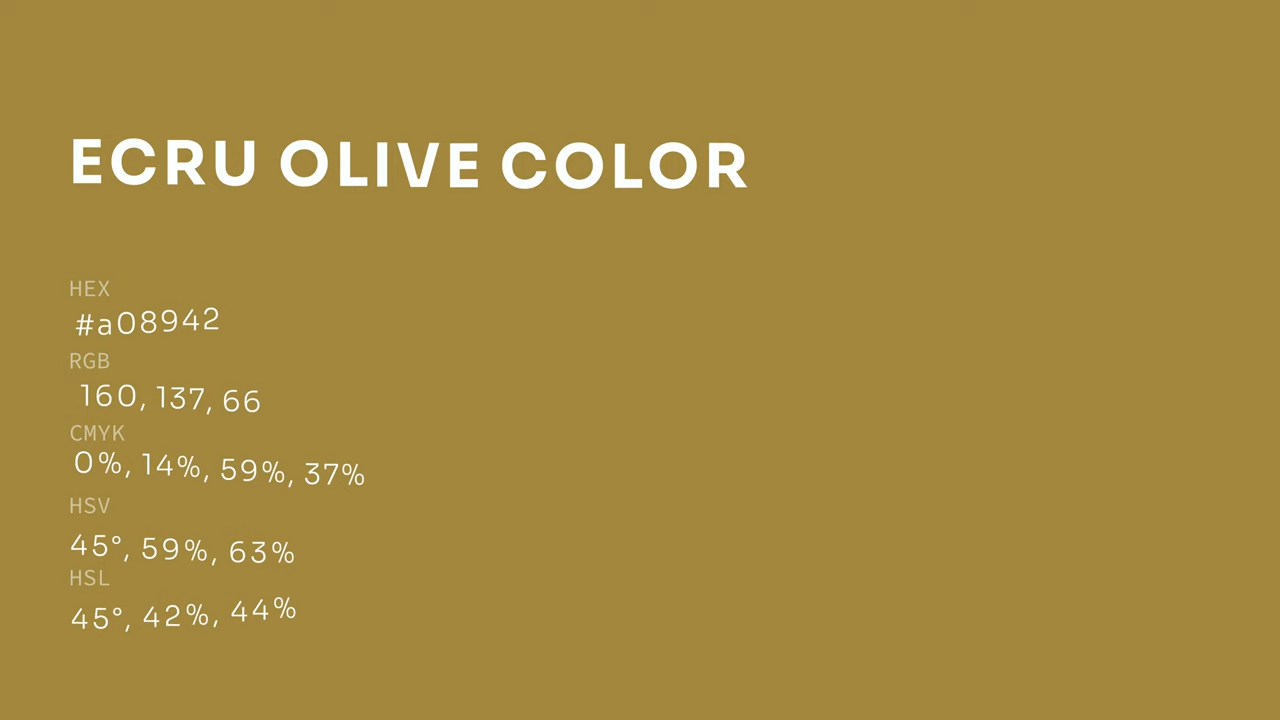 ECRU OLIVE COLOR
HEX
#a08942
RGB
160, 137, 66
CMYK
0%, 14%, 59%, 37%
HSV
45°, 59%, 63%
HSL
45°, 42%, 44%